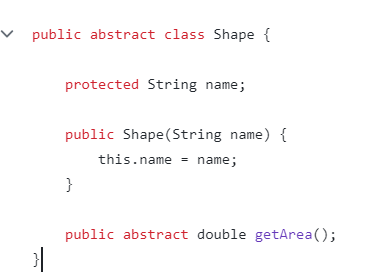 public abstract class Shape {
protected String name;
public Shape(String name) {
this.name = name;
}
public abstract double getArea();
}